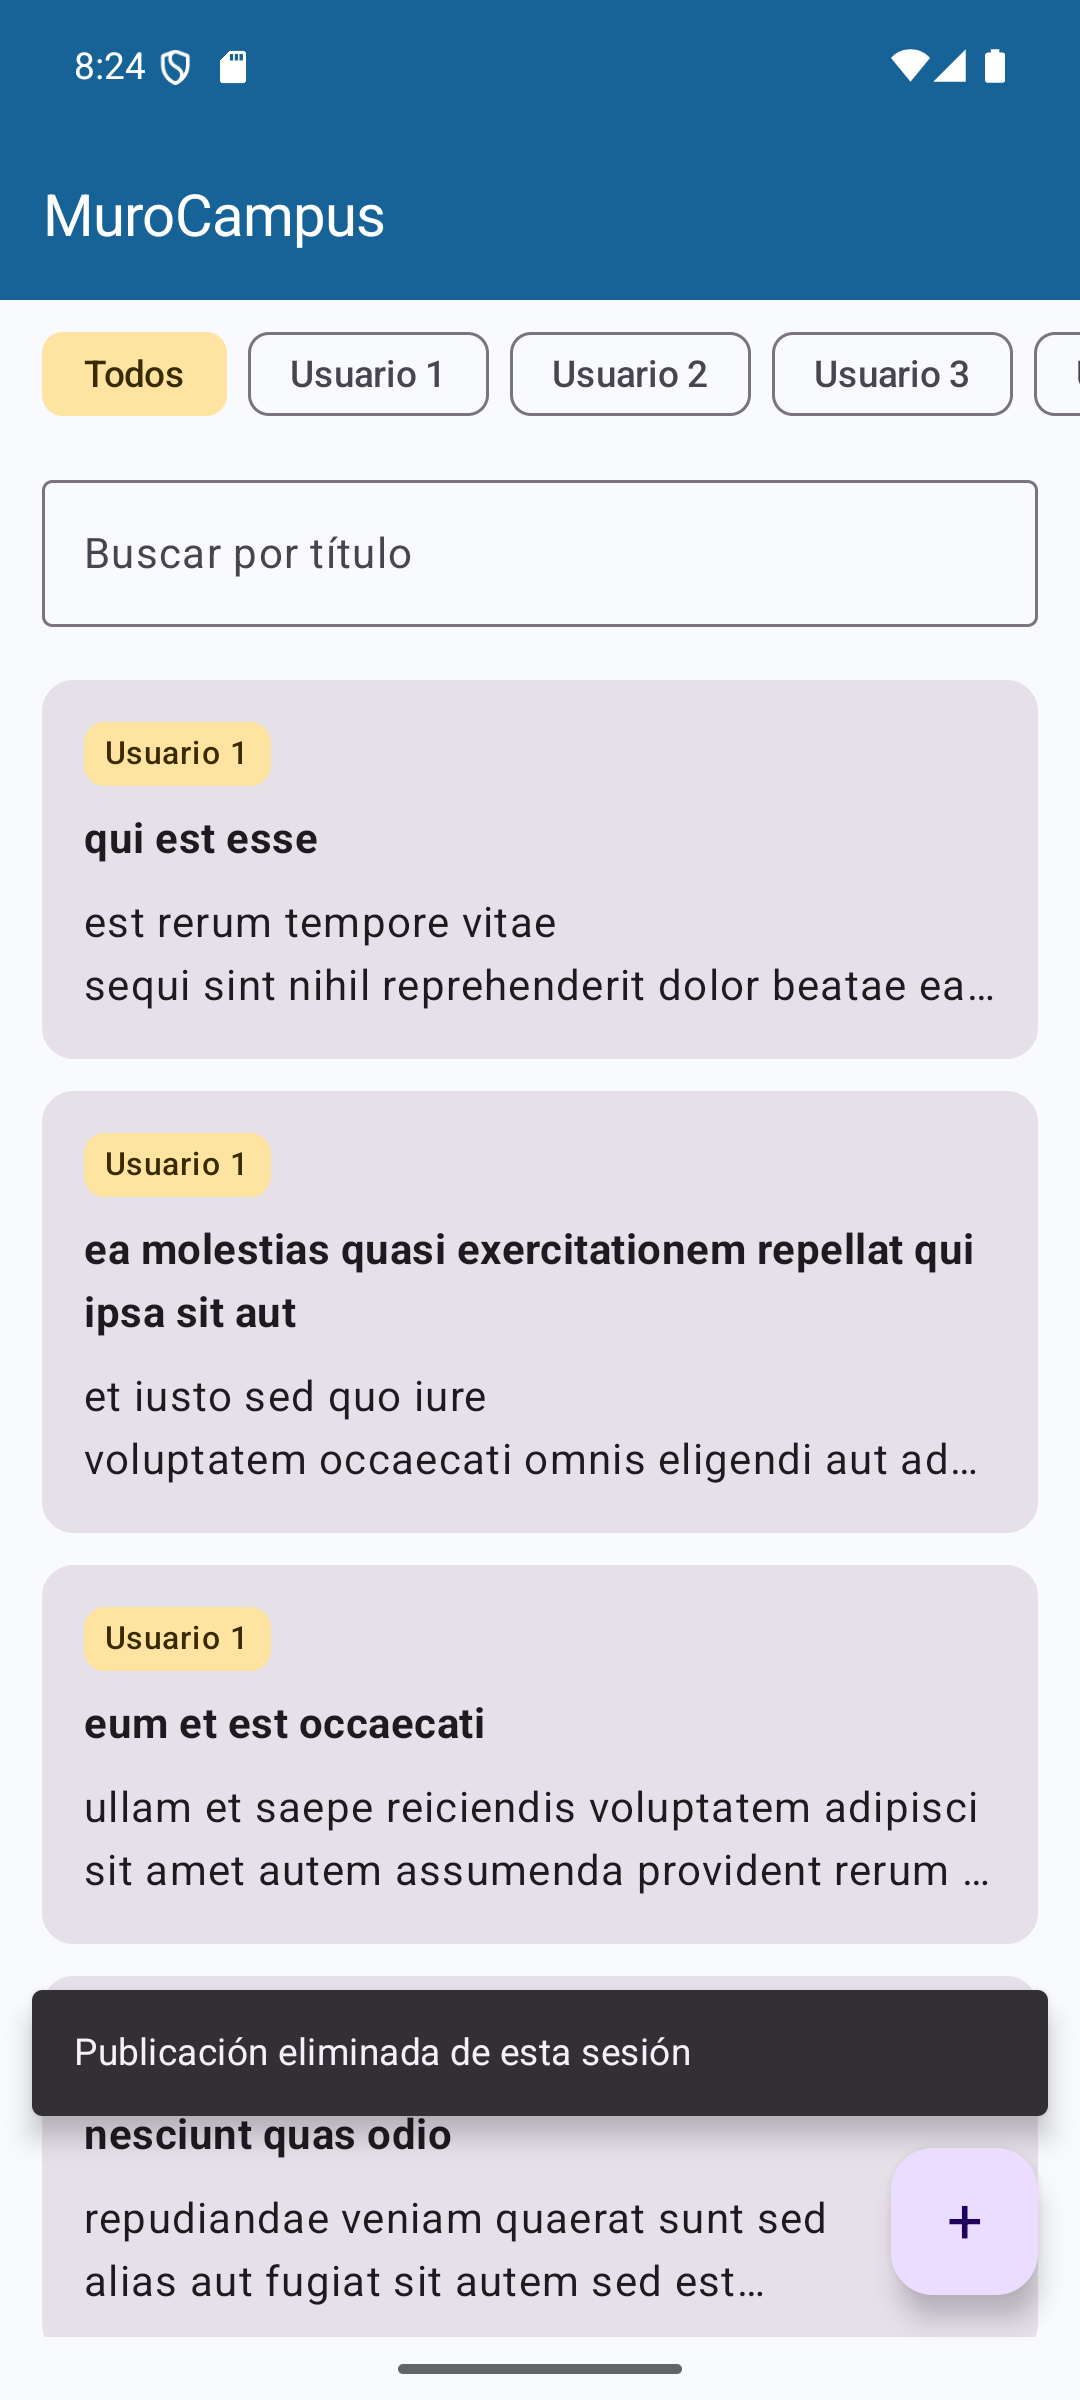 8:24
MuroCampus
Todos
Usuario 1
Usuario 2
Usuario 3
Buscar por título
Usuario 1
qui est esse
est rerum tempore vitae
sequi sint nihil reprehenderit dolor beatae ea…
Usuario 1
ea molestias quasi exercitationem repellat qui
ipsa sit aut
et iusto sed quo iure
voluptatem occaecati omnis eligendi aut ad…
Usuario 1
eum et est occaecati
ullam et saepe reiciendis voluptatem adipisci
sit amet autem assumenda provident rerum …
Publicación eliminada de esta sesión
nesciunt quas odio
repudiandae veniam quaerat sunt sed
alias aut fugiat sit autem sed est…
+